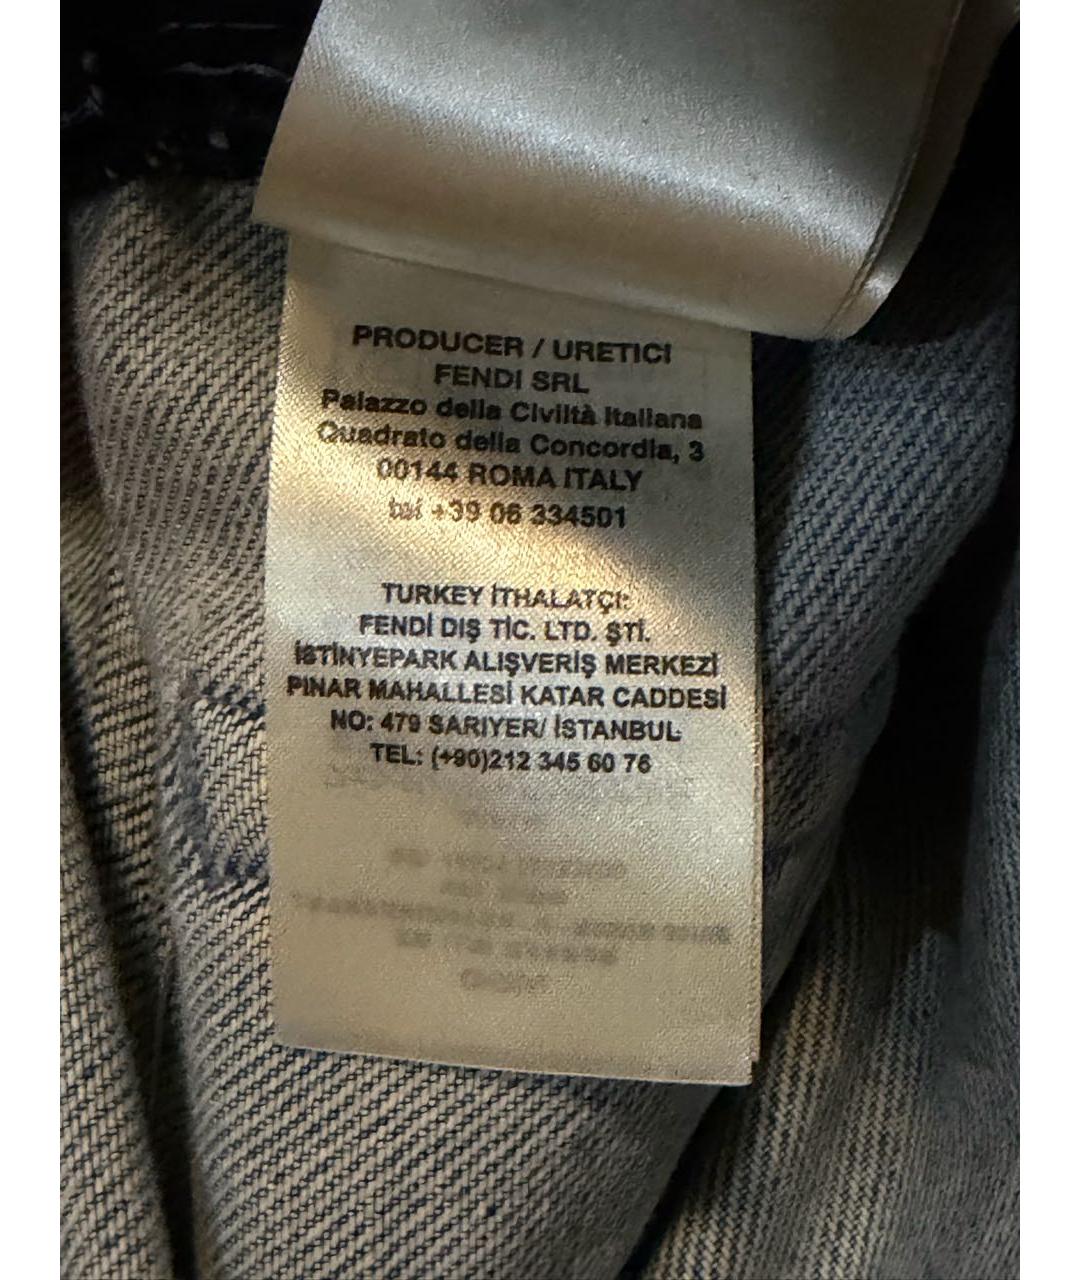 PRODUCER / URETICI
FENDI SRL
Palazzo della Civiltà Italiana
Quadrato della Concordia, 3
00144 ROMA ITALY
tel +39 06 334501
TURKEY İTHALATÇI:
FENDİ DIŞ TİC. LTD. ŞTİ.
İSTİNYEPARK ALIŞVERİŞ MERKEZİ
PINAR MAHALLESİ KATAR CADDESİ
NO: 479 SARIYER/ İSTANBUL
TEL: (+90)212 345 60 76